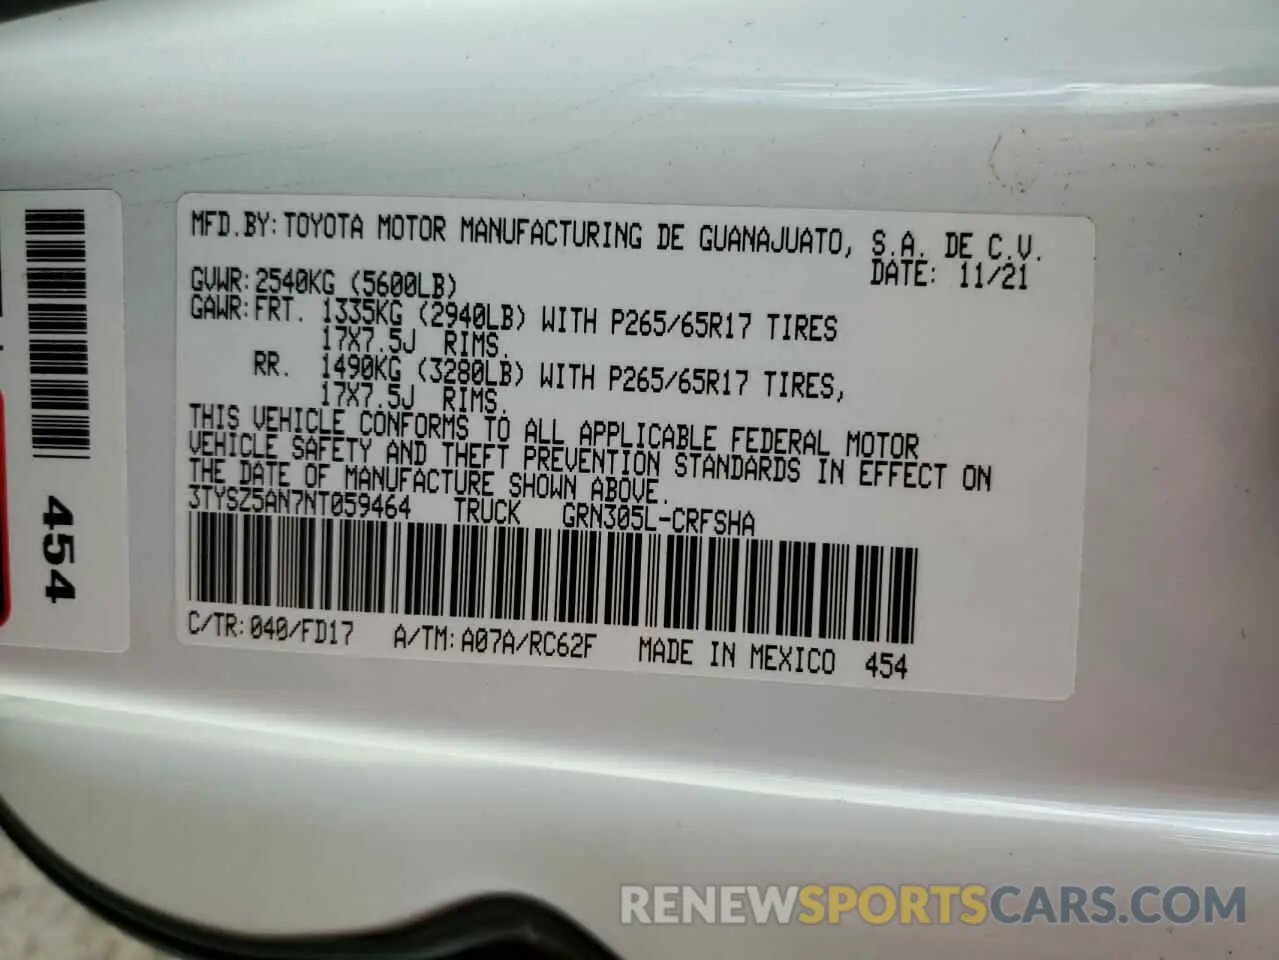 MFD.BY:TOYOTA MOTOR MANUFACTURING DE GUANAJUATO, S.A. DE C.V.
DATE: 11/21
GVWR:2540KG (5600LB)
GAWR:FRT. 1335KG (2940LB) WITH P265/65R17 TIRES
17X7.5J RIMS.
RR. 1490KG (3280LB) WITH P265/65R17 TIRES,
17X7.5J RIMS.
THIS VEHICLE CONFORMS TO ALL APPLICABLE FEDERAL MOTOR
VEHICLE SAFETY AND THEFT PREVENTION STANDARDS IN EFFECT ON
THE DATE OF MANUFACTURE SHOWN ABOVE.
3TYSZ5AN7NT059464 TRUCK GRN305L-CRFSHA
C/TR:040/FD17 A/TM:A07A/RC62F MADE IN MEXICO 454
454
RENEWSPORTSCARS.COM